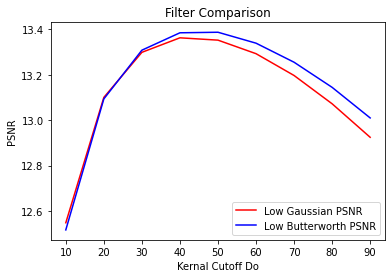 Filter Comparison
13.4
13.2
13.0
12.8
12.6
PSNR
Low Gaussian PSNR
Low Butterworth PSNR
10 20 30 40 50 60 70 80 90
Kernal Cutoff Do